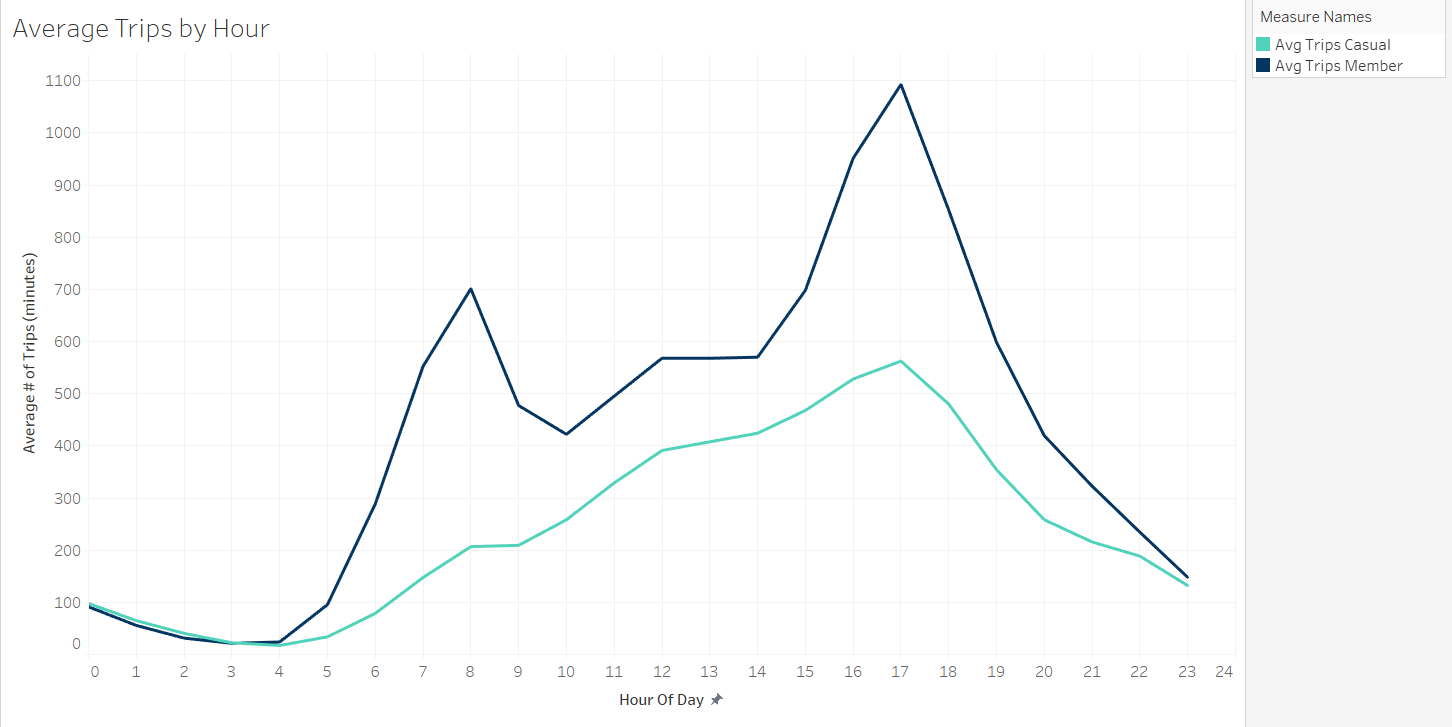 Average Trips by Hour
Measure Names
Avg Trips Casual
Avg Trips Member
Average # of Trips (minutes)
1100
1000
900
800
700
600
500
400
300
200
100
0
0 1 2 3 4 5 6 7 8 9 10 11 12 13 14 15 16 17 18 19 20 21 22 23 24
Hour Of Day